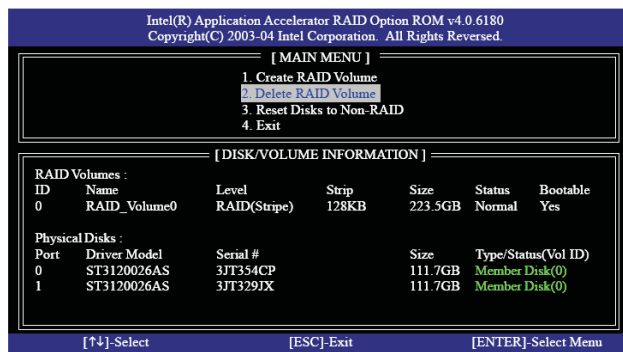 Intel(R) Application Accelerator RAID Option ROM v4.0.6180
Copyright(C) 2003-04 Intel Corporation. All Rights Reversed.
[ MAIN MENU ]
1. Create RAID Volume
2. Delete RAID Volume
3. Reset Disks to Non-RAID
4. Exit
[ DISK/VOLUME INFORMATION ]
RAID Volumes :
ID Name Level Strip Size Status Bootable
0 RAID_Volume0 RAID(Stripe) 128KB 223.5GB Normal Yes
Physical Disks :
Port Driver Model Serial # Size Type/Status(Vol ID)
0 ST3120026AS 3JT354CP 111.7GB Member Disk(0)
1 ST3120026AS 3JT329JX 111.7GB Member Disk(0)
[↑↓]-Select [ESC]-Exit [ENTER]-Select Menu